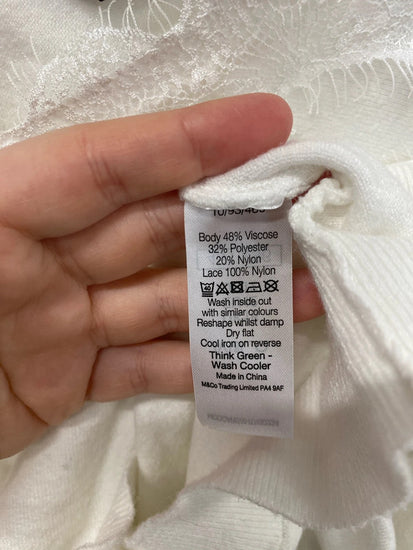 Body 48% Viscose
32% Polyester
20% Nylon
Lace 100% Nylon
Wash inside out
with similar colours
Reshape whilst damp
Dry flat
Cool iron on reverse
Think Green -
Wash Cooler
Made in China
M&Co Trading Limited PA4 9AF